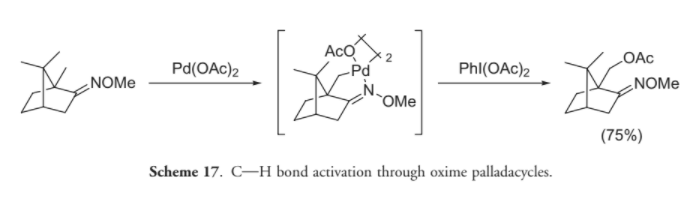 NOMe
Pd(OAc)2
AcO
2
Pd
N
OMe
PhI(OAc)2
OAc
NOMe
(75%)
Scheme 17. C—H bond activation through oxime palladacycles.